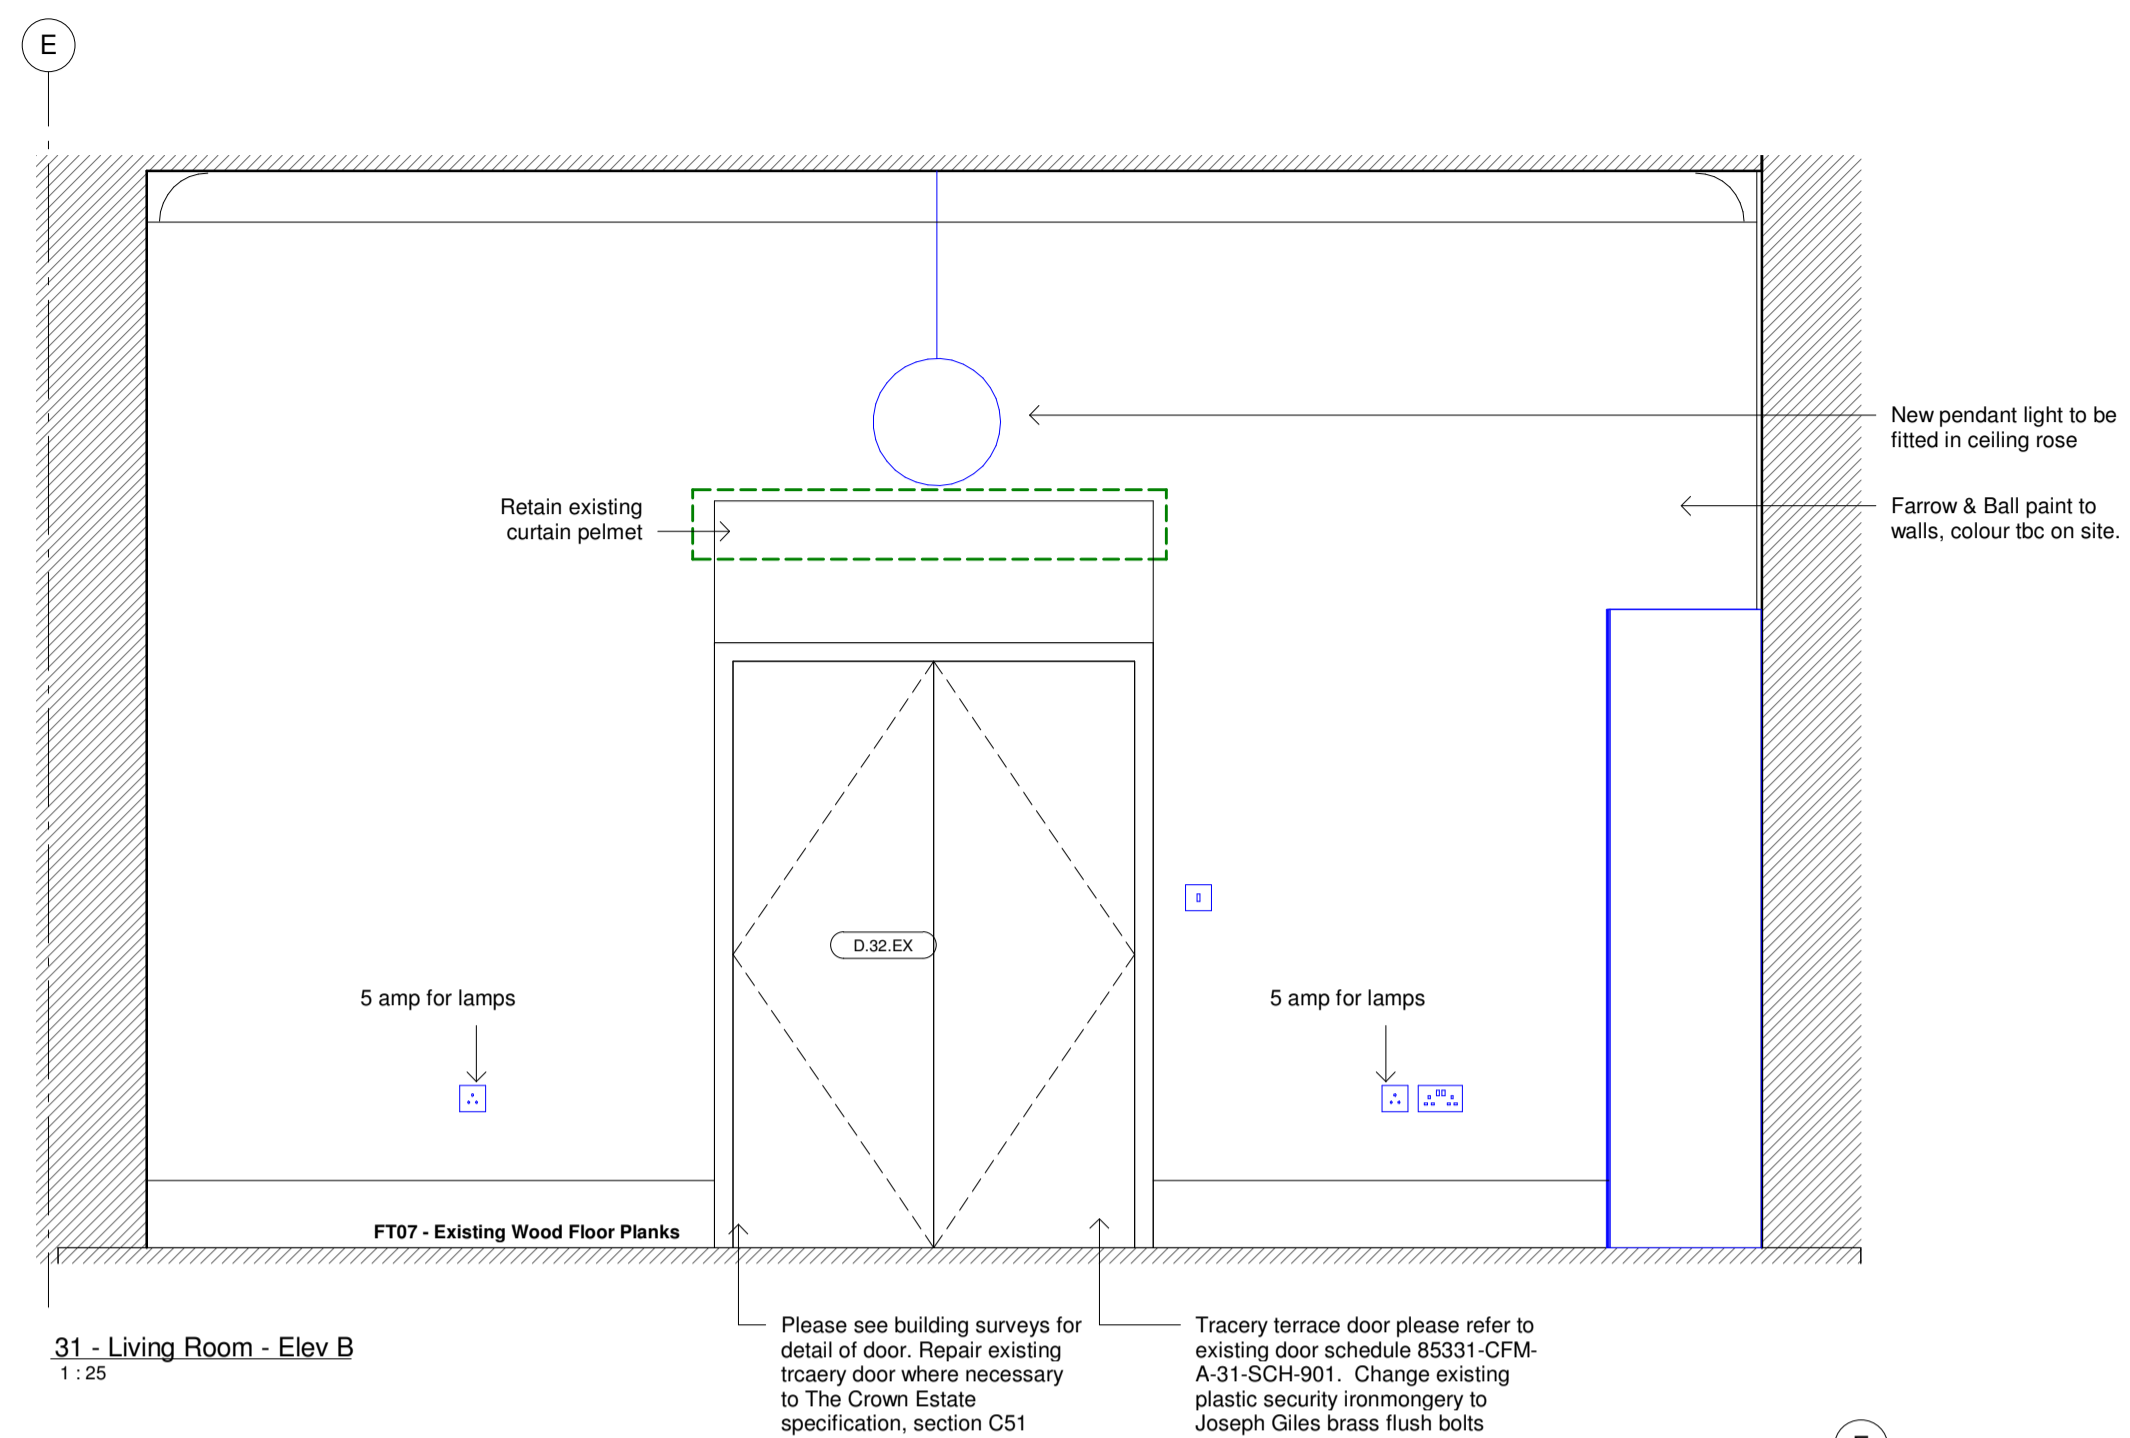 E
New pendant light to be
fitted in ceiling rose
Retain existing
curtain pelmet
Farrow & Ball paint to
walls, colour tbc on site.
D.32.EX
5 amp for lamps
5 amp for lamps
FT07 - Existing Wood Floor Planks
31 - Living Room - Elev B
1 : 25
Please see building surveys for
detail of door. Repair existing
trcaery door where necessary
to The Crown Estate
specification, section C51
Tracery terrace door please refer to
existing door schedule 85331-CFM-
A-31-SCH-901.  Change existing
plastic security ironmongery to
Joseph Giles brass flush bolts